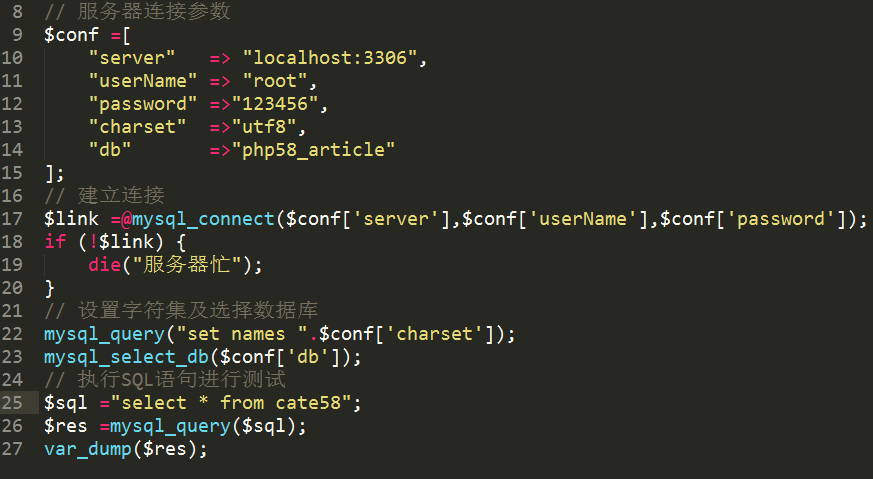 8 // 服务器连接参数
9 $conf =[
10     "server"   => "localhost:3306",
11     "userName" => "root",
12     "password" =>"123456",
13     "charset"  =>"utf8",
14     "db"       =>"php58_article"
15 ];
16 // 建立连接
17 $link =@mysql_connect($conf['server'],$conf['userName'],$conf['password']);
18 if (!$link) {
19     die("服务器忙");
20 }
21 // 设置字符集及选择数据库
22 mysql_query("set names ".$conf['charset']);
23 mysql_select_db($conf['db']);
24 // 执行SQL语句进行测试
25 $sql ="select * from cate58";
26 $res =mysql_query($sql);
27 var_dump($res);